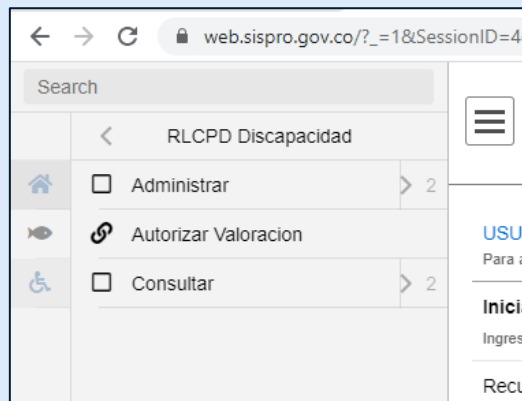 web.sispro.gov.co/?_=1&SessionID=4
Search
RLCPD Discapacidad
Administrar 2
Autorizar Valoracion
Consultar 2
USU
Para
Inici
Ingres
Recu